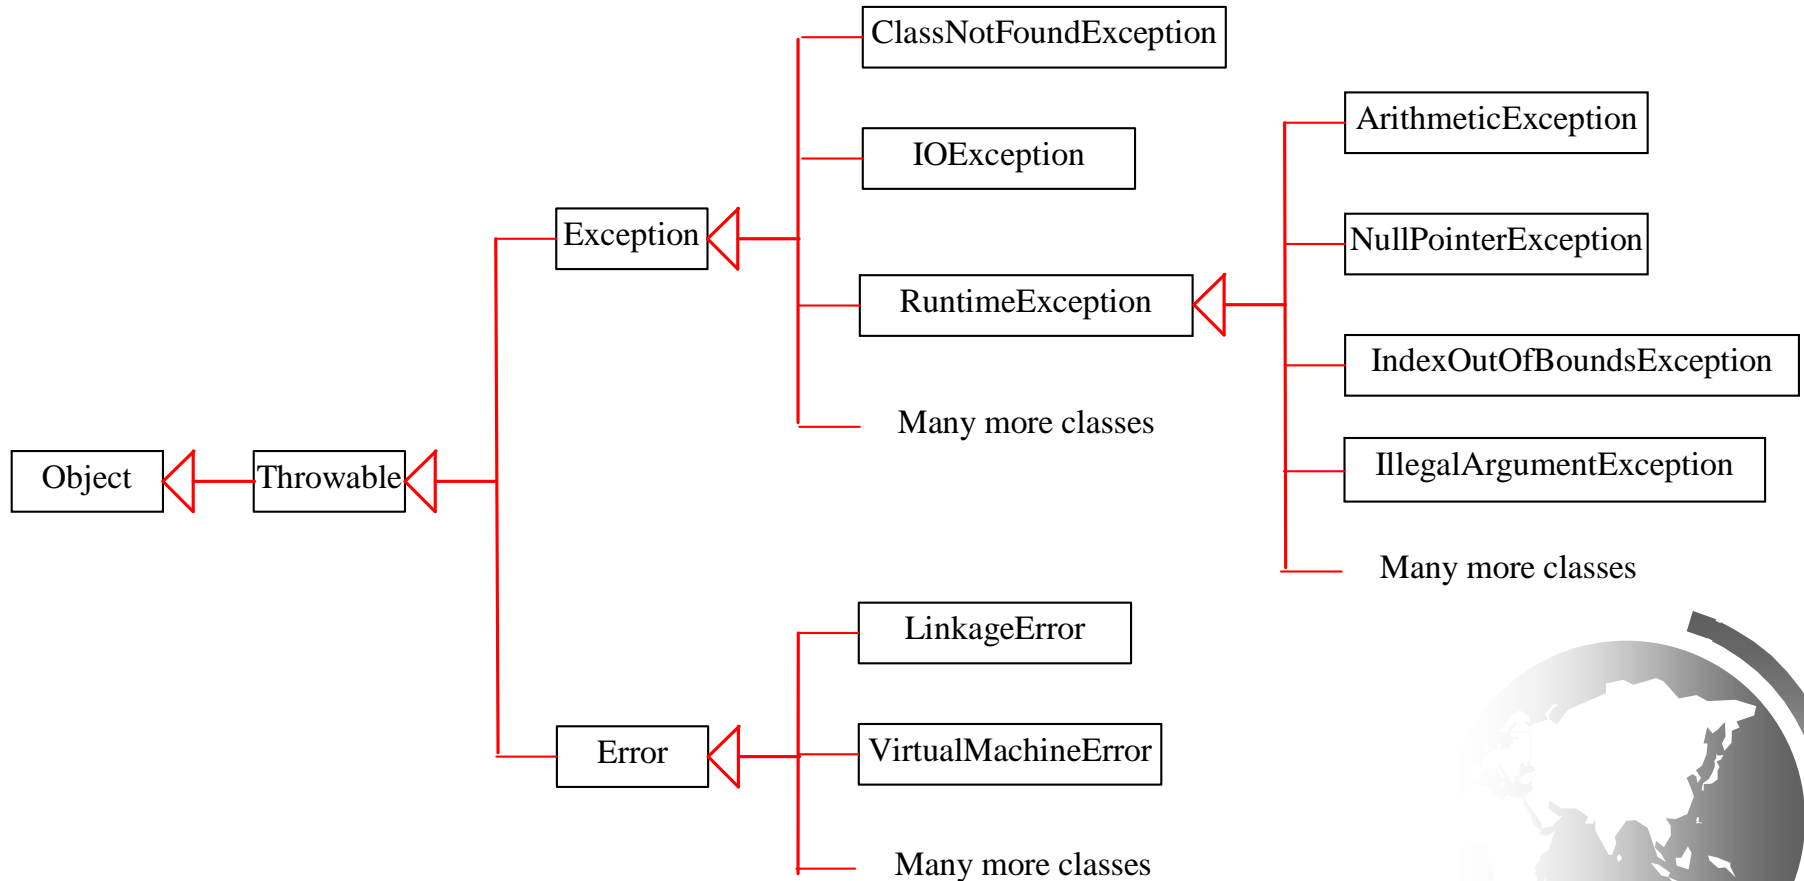 ClassNotFoundException
ArithmeticException
IOException
NullPointerException
Exception
RuntimeException
IndexOutOfBoundsException
Many more classes
IllegalArgumentException
Object
Throwable
Many more classes
LinkageError
Error
VirtualMachineError
Many more classes